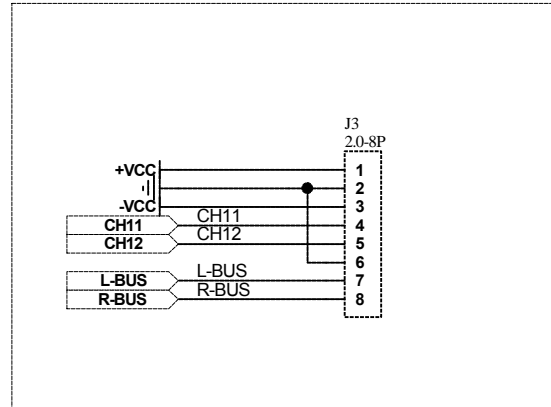 J3
2.0-8P
+VCC 1
2
-VCC 3
CH11 CH11 4
CH12 CH12 5
6
L-BUS L-BUS 7
R-BUS R-BUS 8